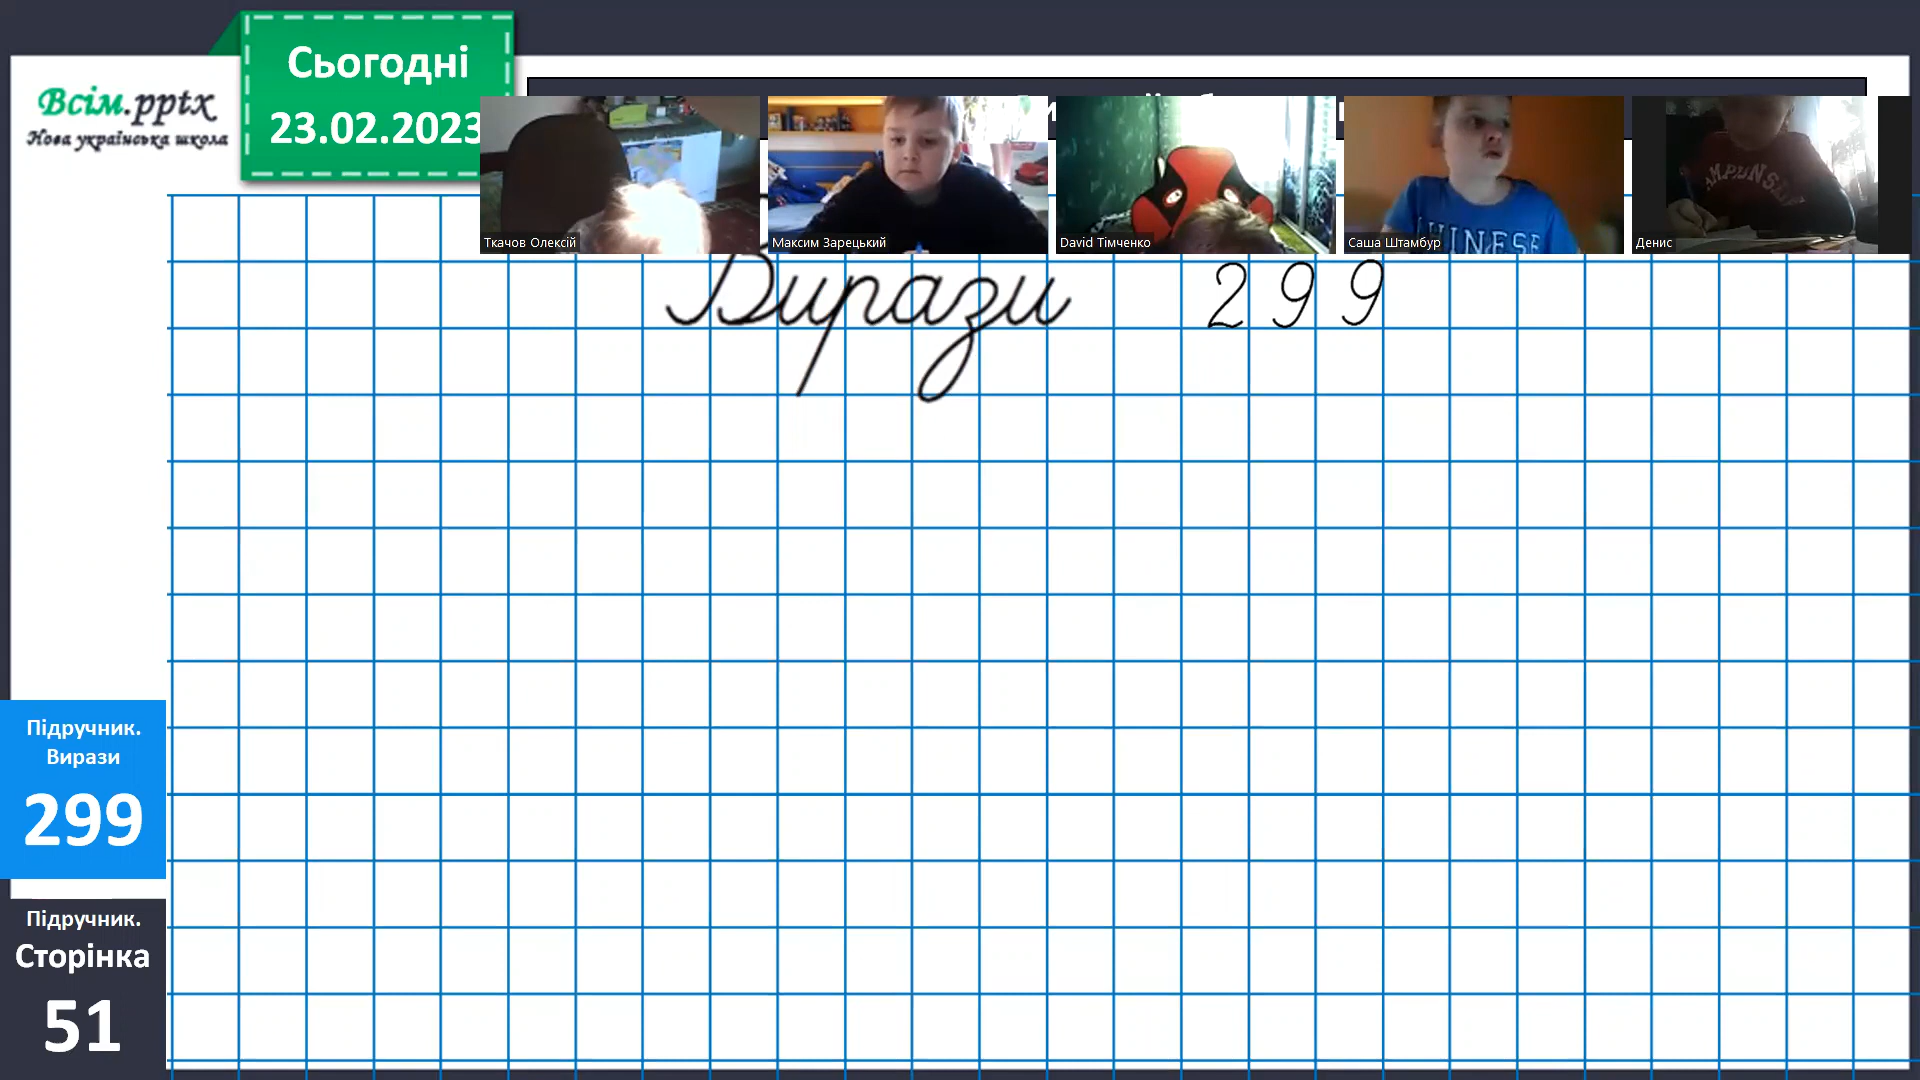 Сьогодні
23.02.2023
Всім.pptx
Нова українська школа
Ткачов Олексій
Максим Зарецький
David Тімченко
Саша Штамбур
CHINESE
Денис
Вирази 299
Підручник.
Вирази
299
Підручник.
Сторінка
51